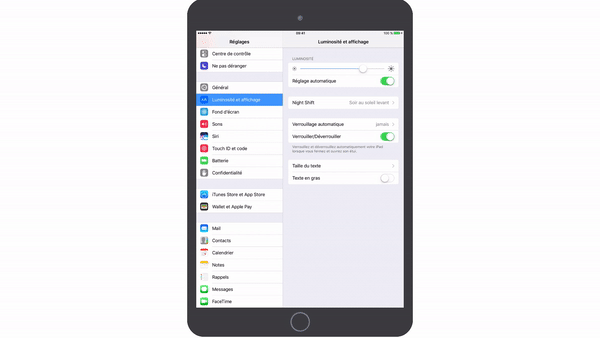 09:41
100 %
Réglages
Luminosité et affichage
Centre de contrôle
Ne pas déranger
Général
Luminosité et affichage
Fond d'écran
Sons
Siri
Touch ID et code
Batterie
Confidentialité
iTunes Store et App Store
Wallet et Apple Pay
Mail
Contacts
Calendrier
Notes
Rappels
Messages
FaceTime
LUMINOSITÉ
Réglage automatique
Night Shift
Soir au soleil levant
Verrouillage automatique
jamais
Verrouiller/Déverrouiller
Verrouillez et déverrouillez automatiquement votre iPad
lorsque vous fermez et ouvrez son étui.
Taille du texte
Texte en gras